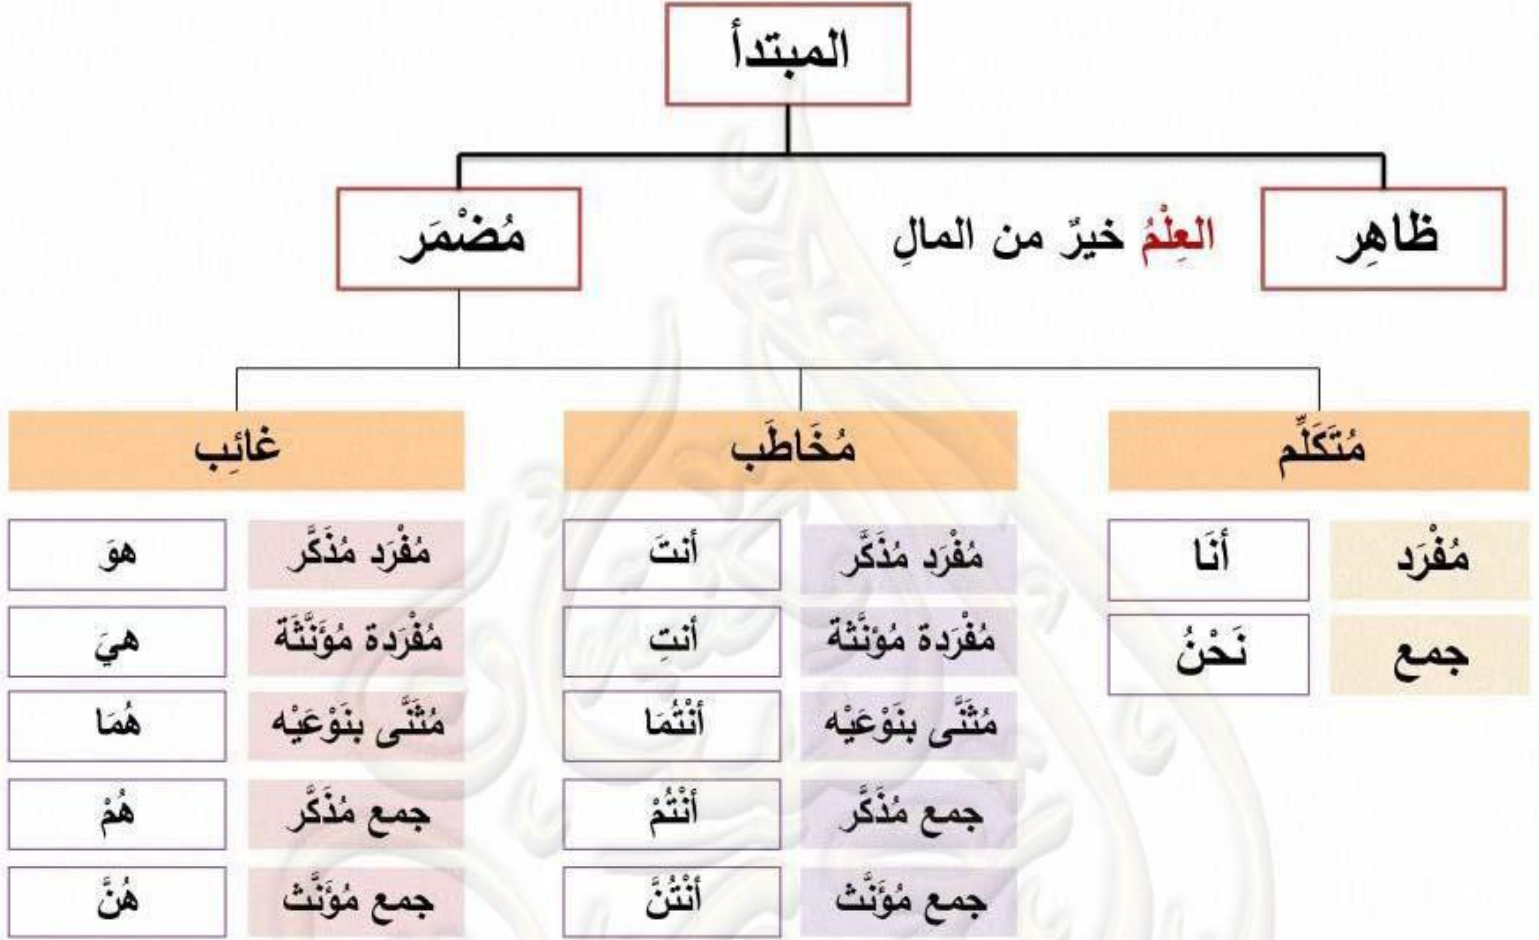 المبتدأ
ظاهِر
العِلْمُ خيرٌ من المالِ
مُضْمَر
مُتَكَلِّم
مُفْرَد
أنَا
جمع
نَحْنُ
مُخَاطَب
مُفْرَد مُذَكَّر
أنتَ
مُفْرَدة مُؤنَّثة
أنتِ
مُثَنَّى بنَوْعَيْه
أنْتُمَا
جمع مُذَكَّر
أنْتُمْ
جمع مُؤَنَّث
أنْتُنَّ
غائِب
مُفْرَد مُذَكَّر
هوَ
مُفْرَدة مُؤَنَّثَة
هيَ
مُثَنَّى بنَوْعَيْه
هُمَا
جمع مُذَكَّر
هُمْ
جمع مُؤَنَّث
هُنَّ